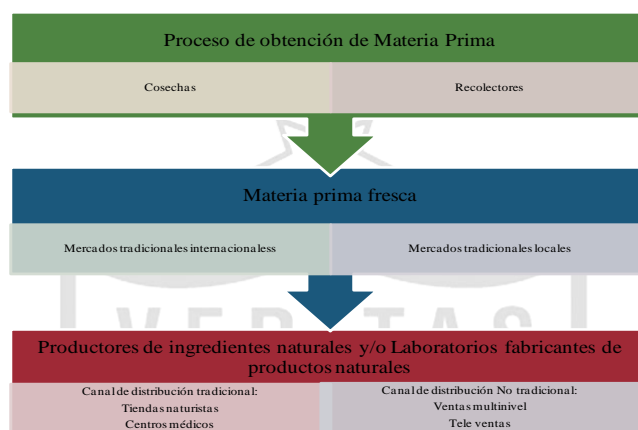 Proceso de obtención de Materia Prima
Cosechas
Recolectores
Materia prima fresca
Mercados tradicionales internacionaless
Mercados tradicionales locales
VERITAS
Productores de ingredientes naturales y/o Laboratorios fabricantes de
productos naturales
Canal de distribución tradicional:
Tiendas naturistas
Centros médicos
Canal de distribución No tradicional:
Ventas multinivel
Tele ventas